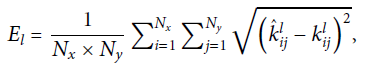 $E_l = \frac{1}{N_x \times N_y} \sum_{i=1}^{N_x} \sum_{j=1}^{N_y} \sqrt{\left(\hat{k}_{ij}^{l} - k_{ij}^{l}\right)^2},$